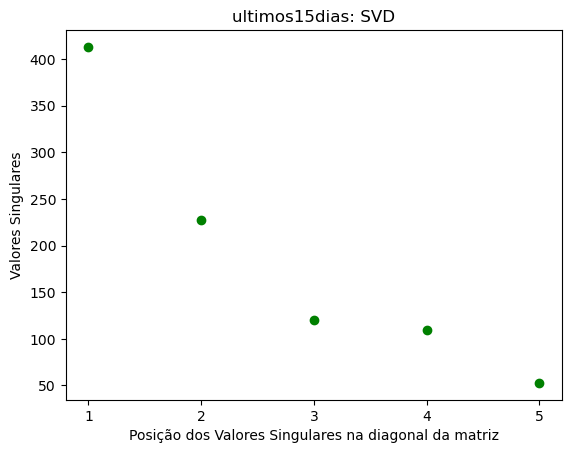 ultimos15dias: SVD
Valores Singulares
400
350
300
250
200
150
100
50
1 2 3 4 5
Posição dos Valores Singulares na diagonal da matriz